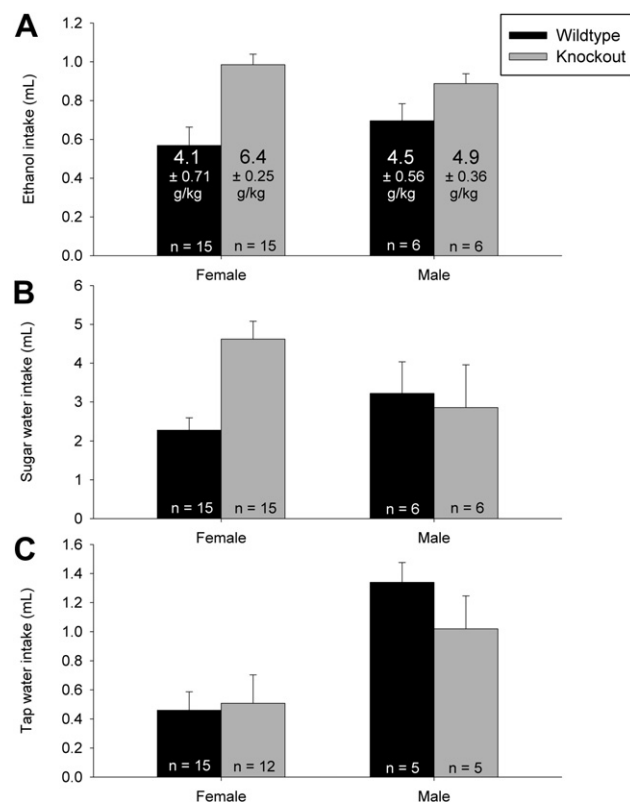 A
Wildtype
Knockout
Ethanol intake (mL)
1.2
1.0
0.8
0.6
0.4
0.2
0.0
4.1
± 0.71
g/kg
n = 15
6.4
± 0.25
g/kg
n = 15
4.5
± 0.56
g/kg
n = 6
4.9
± 0.36
g/kg
n = 6
Female
Male
B
Sugar water intake (mL)
6
5
4
3
2
1
0
n = 15
n = 15
n = 6
n = 6
Female
Male
C
Tap water intake (mL)
1.6
1.4
1.2
1.0
0.8
0.6
0.4
0.2
0.0
n = 15
n = 12
n = 5
n = 5
Female
Male